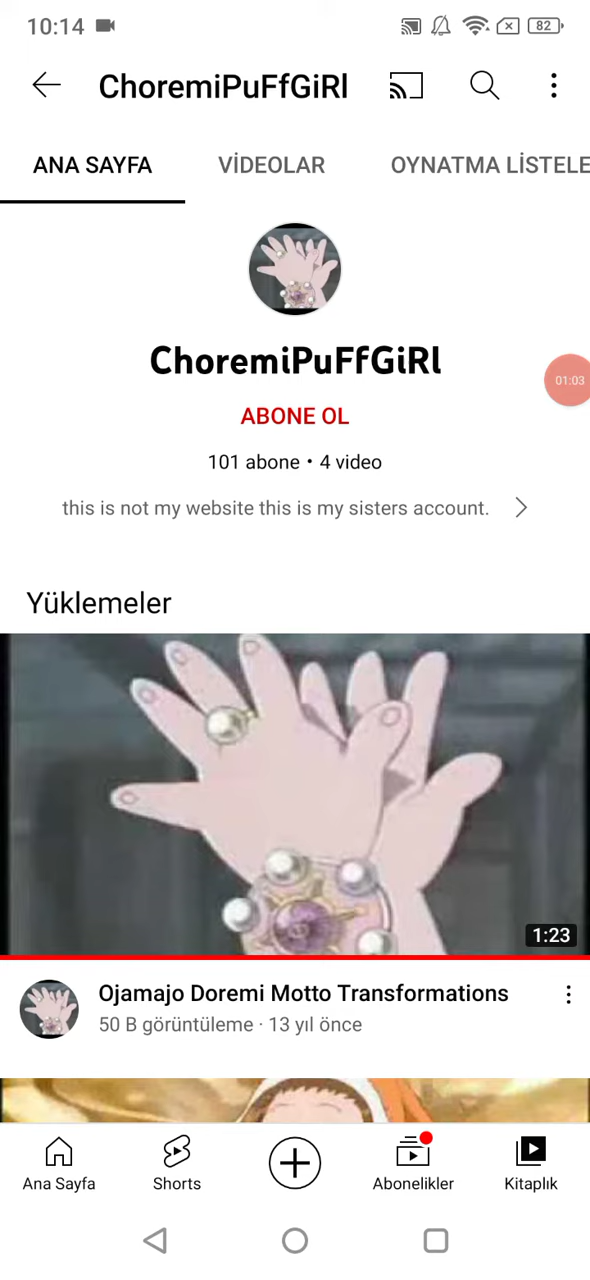 10:14
82
ChoremiPuFfGiRl
ANA SAYFA
VİDEOLAR
OYNATMA LİSTELE
ChoremiPuFfGiRl
01:03
ABONE OL
101 abone • 4 video
this is not my website this is my sisters account.
Yüklemeler
1:23
Ojamajo Doremi Motto Transformations
50 B görüntüleme · 13 yıl önce
Ana Sayfa
Shorts
Abonelikler
Kitaplık